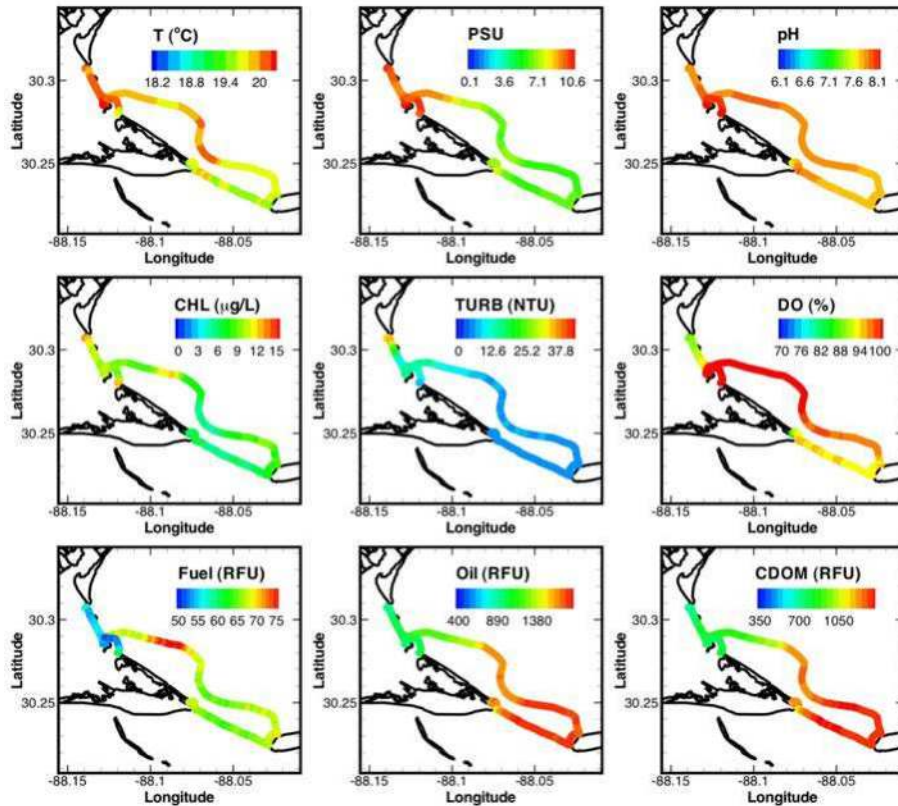 T (°C)
18.2 18.8 19.4 20
30.3
30.25
Latitude
-88.15 -88.1 -88.05
Longitude
PSU
0.1 3.6 7.1 10.6
30.3
30.25
Latitude
-88.15 -88.1 -88.05
Longitude
pH
6.1 6.6 7.1 7.6 8.1
30.3
30.25
Latitude
-88.15 -88.1 -88.05
Longitude
CHL (μg/L)
0 3 6 9 12 15
30.3
30.25
Latitude
-88.15 -88.1 -88.05
Longitude
TURB (NTU)
0 12.6 25.2 37.8
30.3
30.25
Latitude
-88.15 -88.1 -88.05
Longitude
DO (%)
70 76 82 88 94 100
30.3
30.25
Latitude
-88.15 -88.1 -88.05
Longitude
Fuel (RFU)
50 55 60 65 70 75
30.3
30.25
Latitude
-88.15 -88.1 -88.05
Longitude
Oil (RFU)
400 890 1380
30.3
30.25
Latitude
-88.15 -88.1 -88.05
Longitude
CDOM (RFU)
350 700 1050
30.3
30.25
Latitude
-88.15 -88.1 -88.05
Longitude